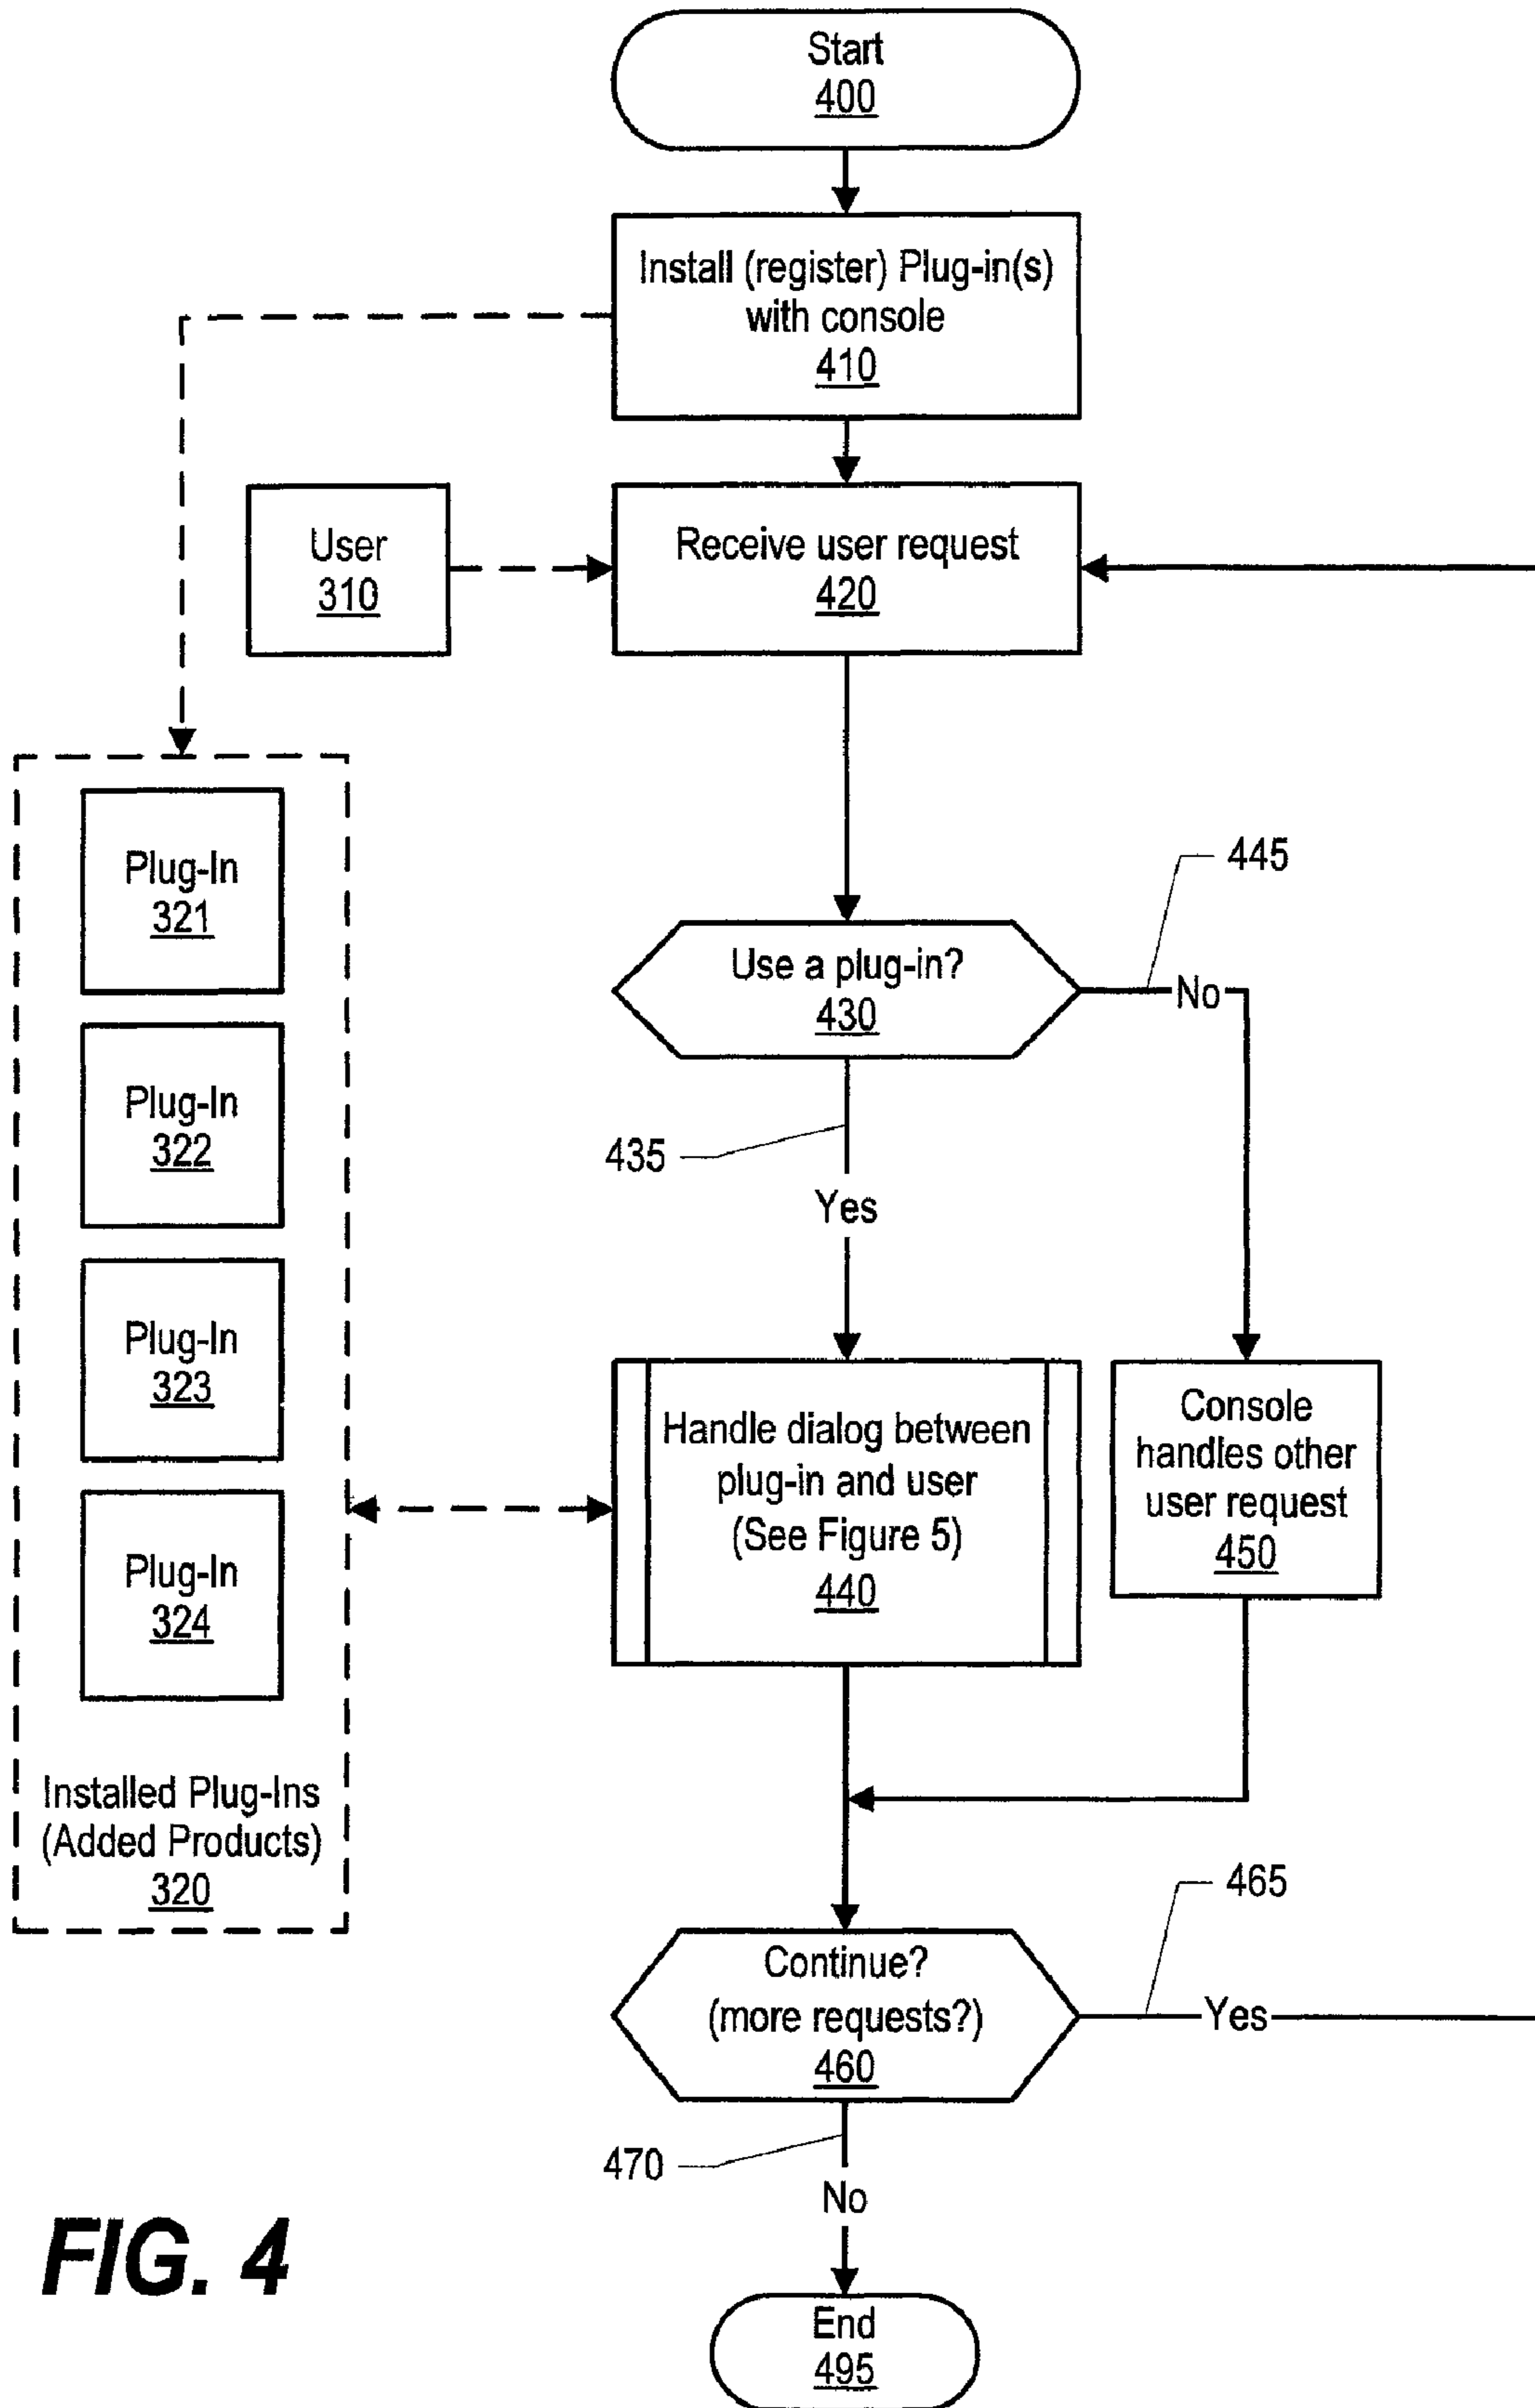 Start
400
Install (register) Plug-in(s)
with console
410
User
310
Receive user request
420
Plug-In
321
Plug-In
322
Plug-In
323
Plug-In
324
Installed Plug-Ins
(Added Products)
320
Use a plug-in?
430
445
No
435
Yes
Handle dialog between
plug-in and user
(See Figure 5)
440
Console
handles other
user request
450
Continue?
(more requests?)
460
465
Yes
470
No
End
495
FIG. 4